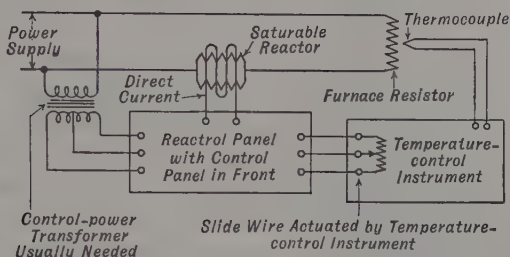 Power
Supply
Saturable
Reactor
Thermocouple
Direct
Current
Furnace Resistor
Reactrol Panel
with Control
Panel in Front
Temperature-
control
Instrument
Control-power
Transformer
Usually Needed
Slide Wire Actuated by Temperature-
control Instrument